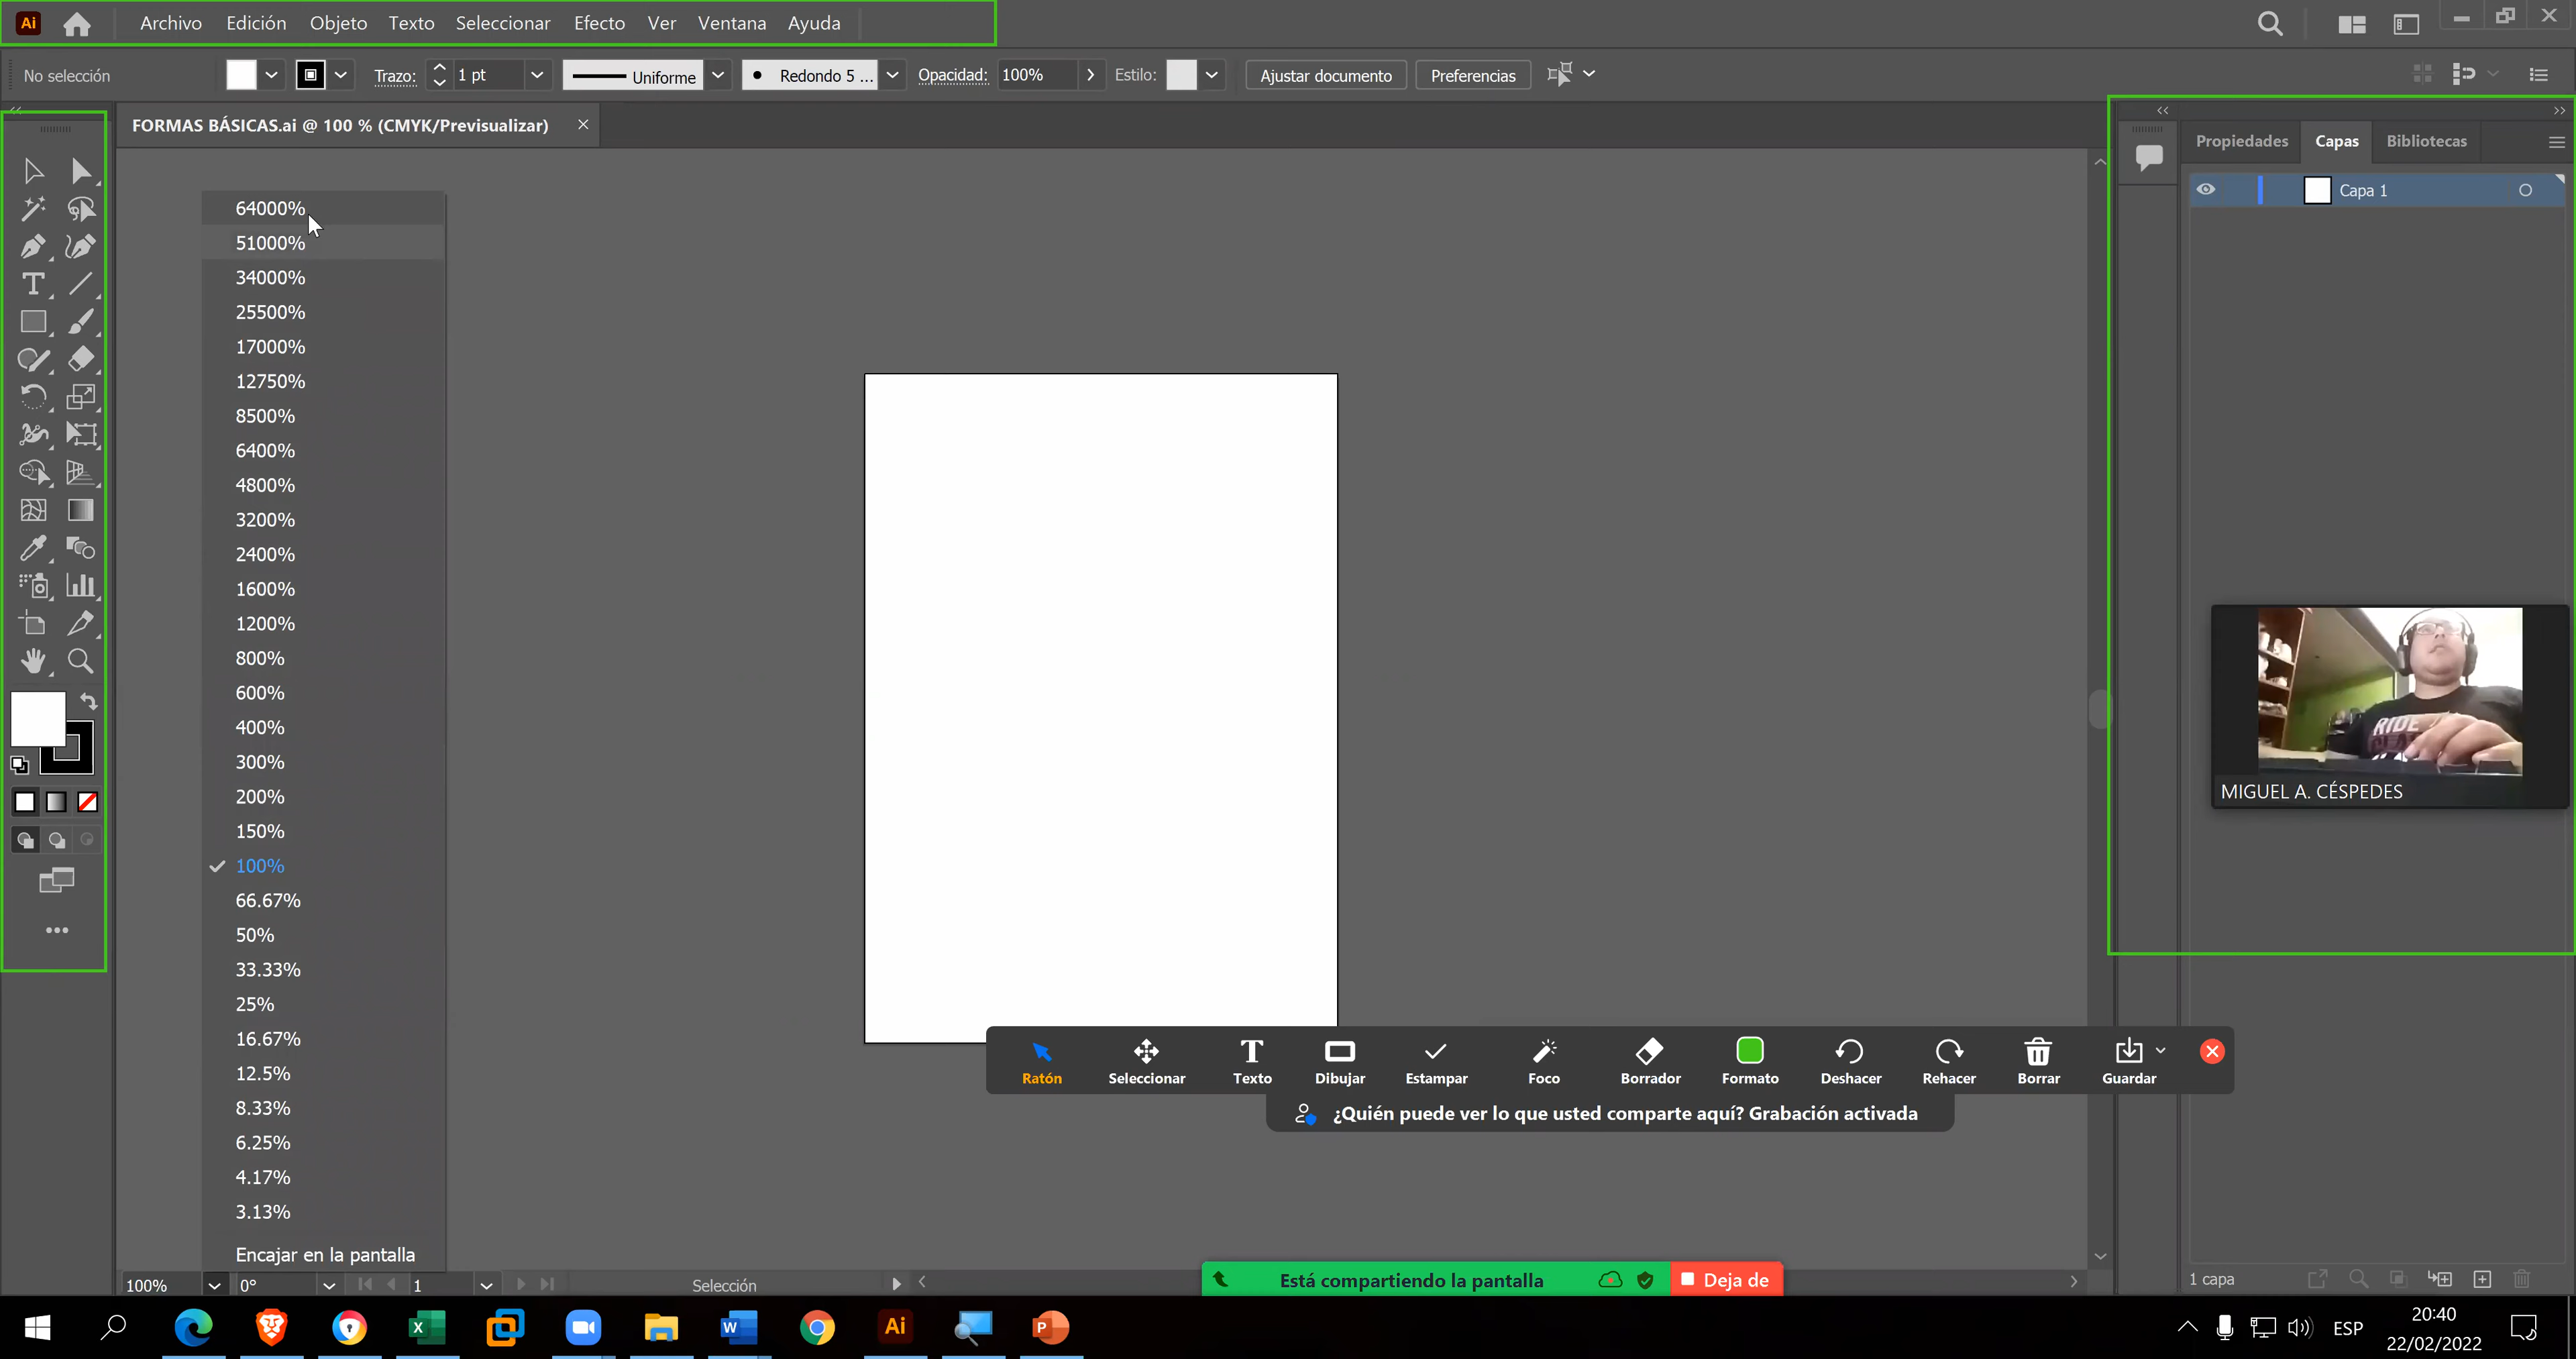 Ai Archivo Edición Objeto Texto Seleccionar Efecto Ver Ventana Ayuda
No selección Trazo: 1 pt Uniforme Redondo 5 ... Opacidad: 100% Estilo: Ajustar documento Preferencias
FORMAS BÁSICAS.ai @ 100 % (CMYK/Previsualizar)
Propiedades Capas Bibliotecas
Capa 1
64000%
51000%
34000%
25500%
17000%
12750%
8500%
6400%
4800%
3200%
2400%
1600%
1200%
800%
600%
400%
300%
200%
150%
100%
66.67%
50%
33.33%
25%
16.67%
12.5%
8.33%
6.25%
4.17%
3.13%
Encajar en la pantalla
RIDE
MIGUEL A. CÉSPEDES
Ratón Seleccionar Texto Dibujar Estampar Foco Borrador Formato Deshacer Rehacer Borrar Guardar
¿Quién puede ver lo que usted comparte aquí? Grabación activada
100% 0° 1 Selección
Está compartiendo la pantalla Deja de
1 capa
Ai
ESP
20:40
22/02/2022